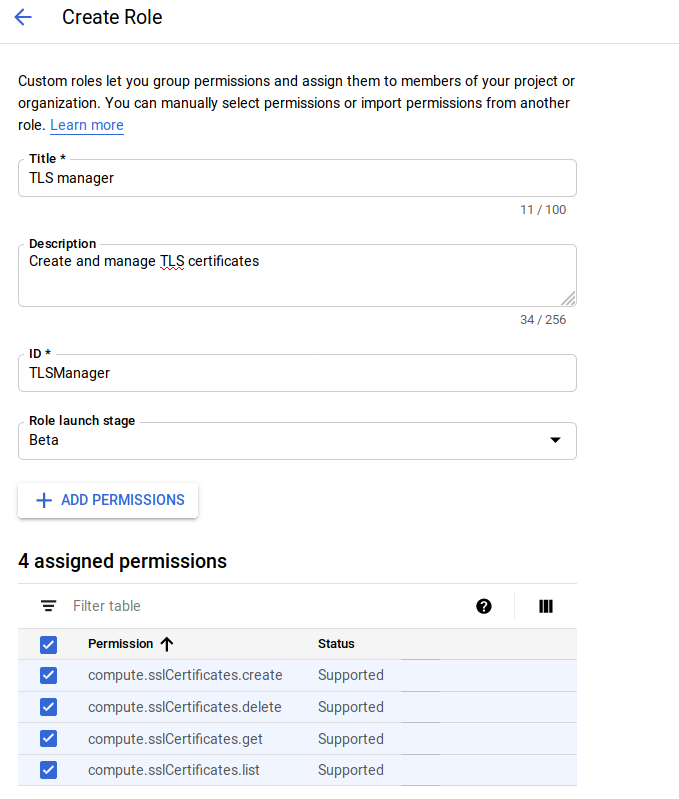 Create Role
Custom roles let you group permissions and assign them to members of your project or
organization. You can manually select permissions or import permissions from another
role. Learn more
Title *
TLS manager
11 / 100
Description
Create and manage TLS certificates
34 / 256
ID *
TLSManager
Role launch stage
Beta
ADD PERMISSIONS
4 assigned permissions
Filter table
Permission Status
compute.sslCertificates.create Supported
compute.sslCertificates.delete Supported
compute.sslCertificates.get Supported
compute.sslCertificates.list Supported